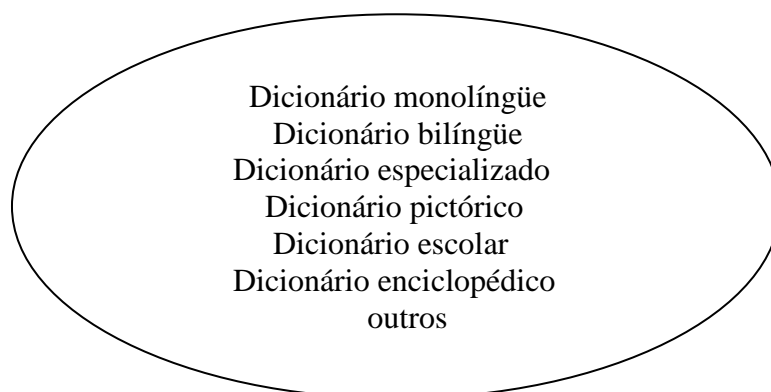 Dicionário monolíngüe
Dicionário bilíngüe
Dicionário especializado
Dicionário pictórico
Dicionário escolar
Dicionário enciclopédico
outros